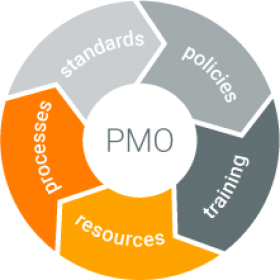 standards
policies
training
resources
processes
PMO